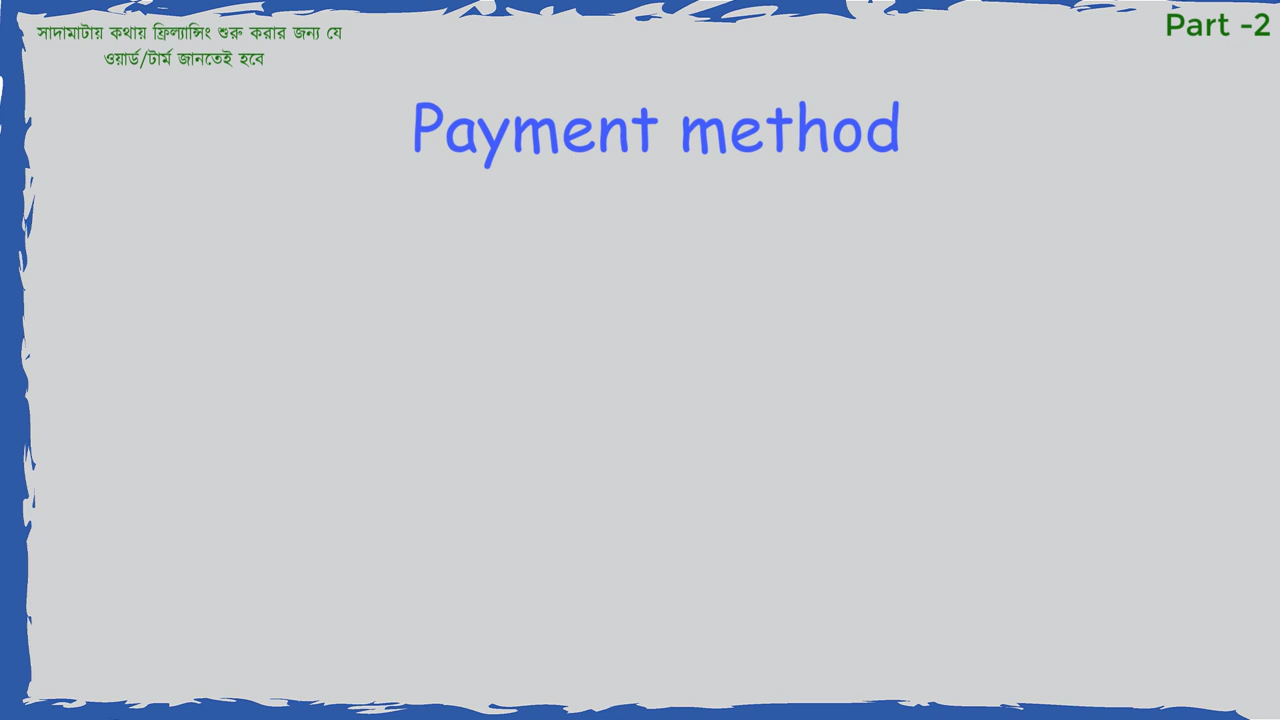 সাদামাটায় কথায় ফ্রিল্যান্সিং শুরু করার জন্য যে
ওয়ার্ড/টার্ম জানতেই হবে
Part -2
Payment method